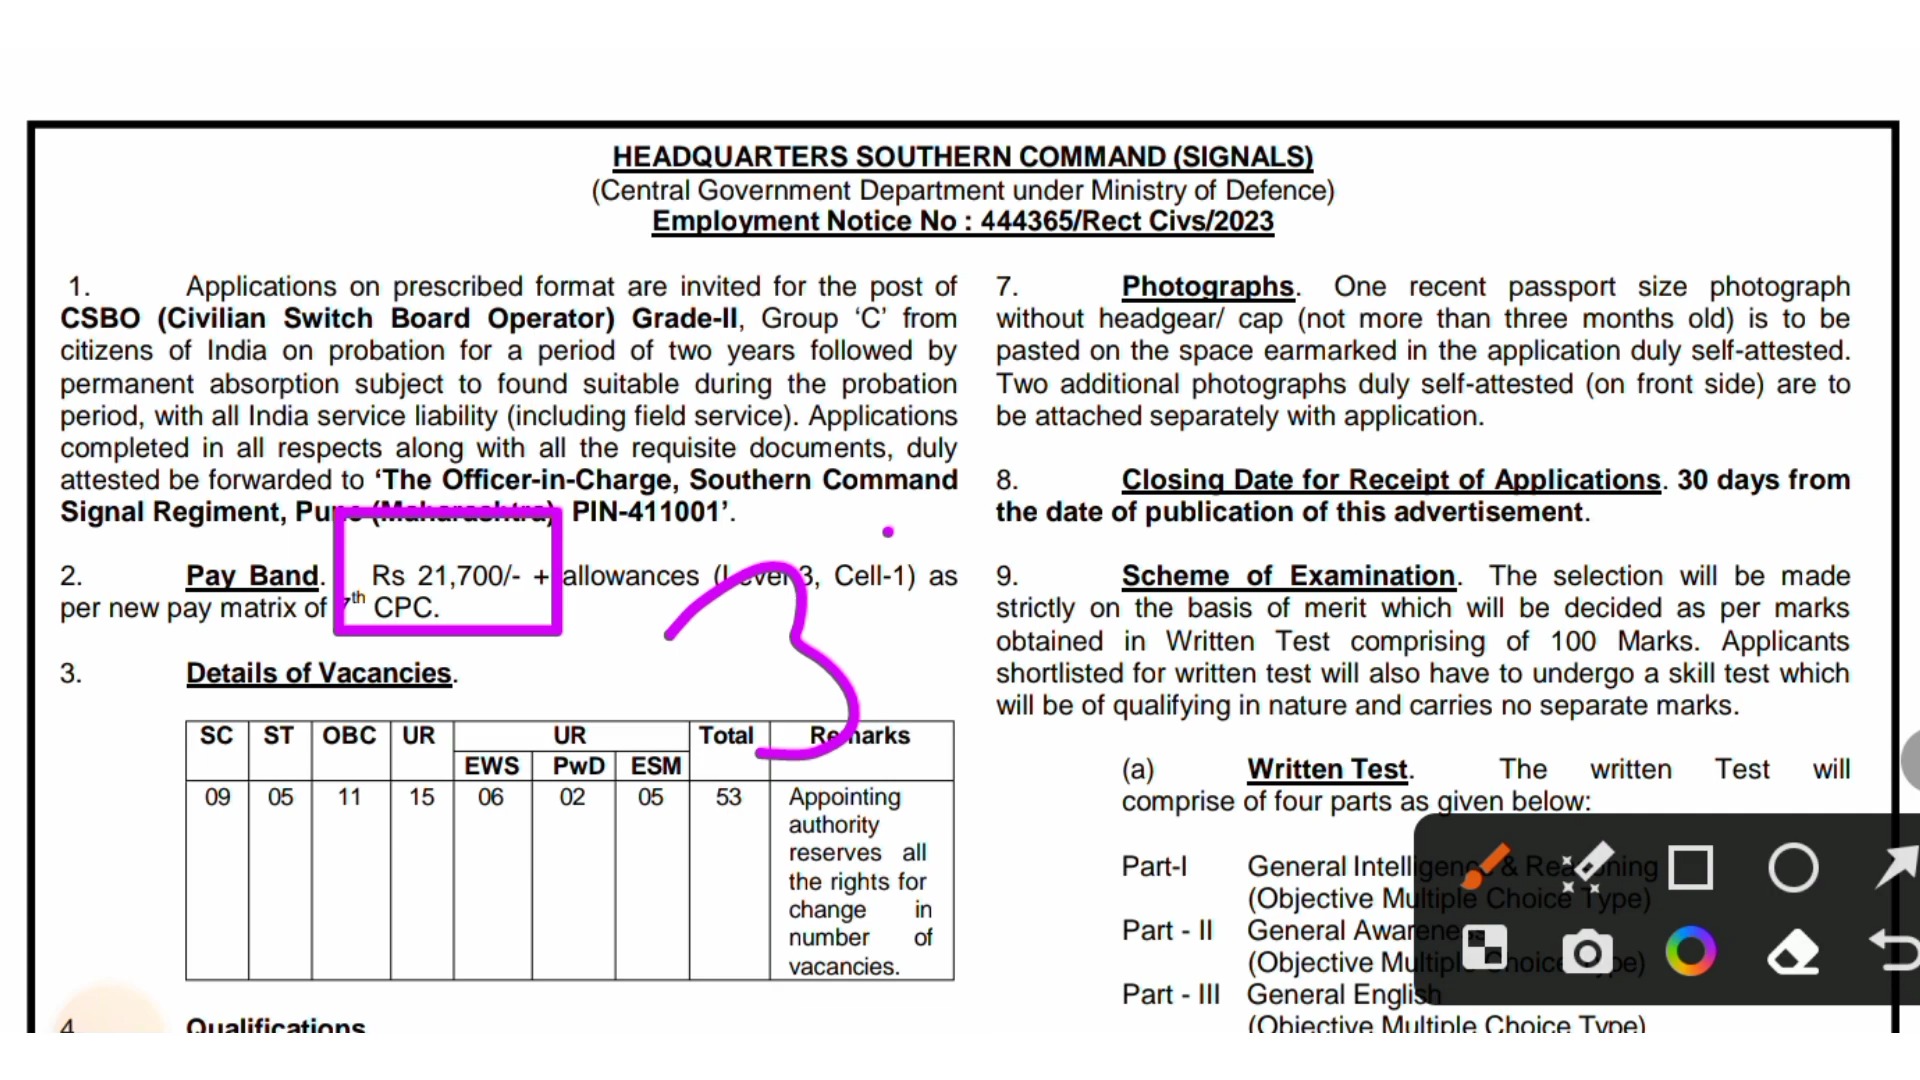 HEADQUARTERS SOUTHERN COMMAND (SIGNALS)
(Central Government Department under Ministry of Defence)
Employment Notice No : 444365/Rect Civs/2023
1. Applications on prescribed format are invited for the post of
CSBO (Civilian Switch Board Operator) Grade-II, Group ‘C’ from
citizens of India on probation for a period of two years followed by
permanent absorption subject to found suitable during the probation
period, with all India service liability (including field service). Applications
completed in all respects along with all the requisite documents, duly
attested be forwarded to ‘The Officer-in-Charge, Southern Command
Signal Regiment, Pune (Maharashtra) PIN-411001’.
2. Pay Band. Rs 21,700/- + allowances (Level 3, Cell-1) as
per new pay matrix of 7th CPC.
3
3. Details of Vacancies.
SC ST OBC UR UR Total Remarks
EWS PwD ESM
09 05 11 15 06 02 05 53 Appointing
authority
reserves all
the rights for
change in
number of
vacancies.
4 Qualifications
7. Photographs. One recent passport size photograph
without headgear/ cap (not more than three months old) is to be
pasted on the space earmarked in the application duly self-attested.
Two additional photographs duly self-attested (on front side) are to
be attached separately with application.
8. Closing Date for Receipt of Applications. 30 days from
the date of publication of this advertisement.
9. Scheme of Examination. The selection will be made
strictly on the basis of merit which will be decided as per marks
obtained in Written Test comprising of 100 Marks. Applicants
shortlisted for written test will also have to undergo a skill test which
will be of qualifying in nature and carries no separate marks.
(a) Written Test. The written Test will
comprise of four parts as given below:
Part-I General Intelligence & Reasoning
(Objective Multiple Choice Type)
Part - II General Awareness
(Objective Multiple Choice Type)
Part - III General English
(Objective Multiple Choice Type)